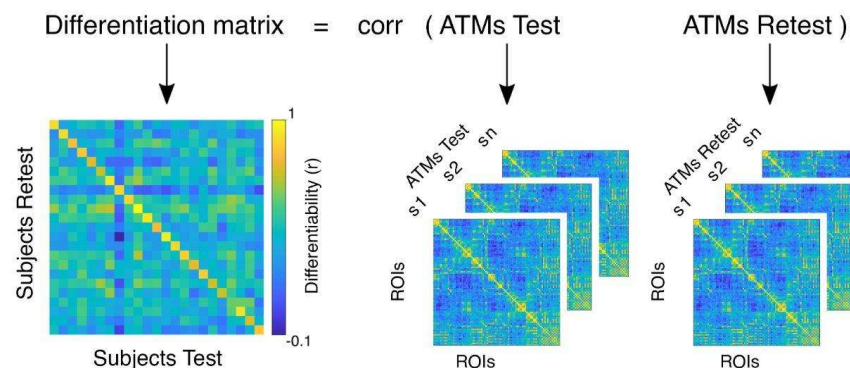 Differentiation matrix = corr ( ATMs Test ATMs Retest )
Subjects Retest
1
Differentiability (r)
-0.1
Subjects Test
ATMs Test
s1 s2 sn
ROIs
ROIs
ATMs Retest
s1 s2 sn
ROIs
ROIs